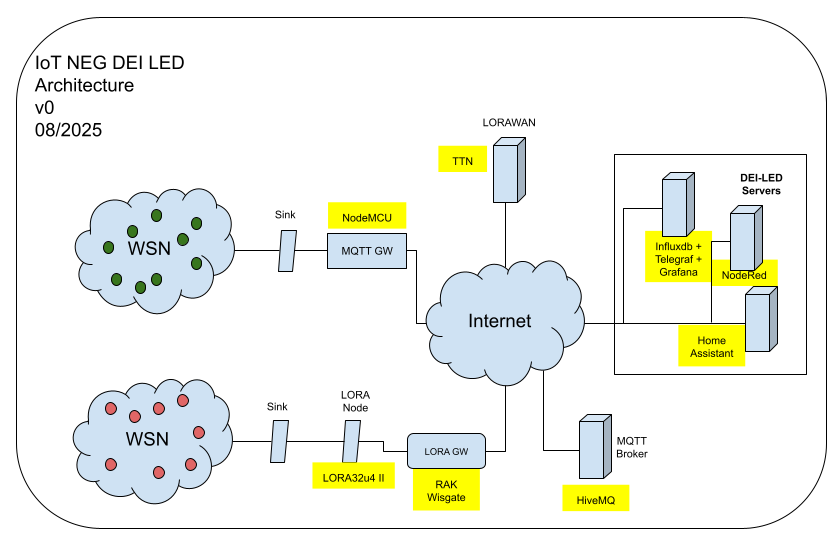 IoT NEG DEI LED
Architecture
v0
08/2025
LORAWAN
TTN
DEI-LED
Servers
Sink
NodeMCU
WSN
MQTT GW
Influxdb +
Telegraf +
Grafana
NodeRed
Internet
Home
Assistant
Sink
LORA
Node
WSN
LORA GW
MQTT
Broker
LORA32u4 II
RAK
Wisgate
HiveMQ